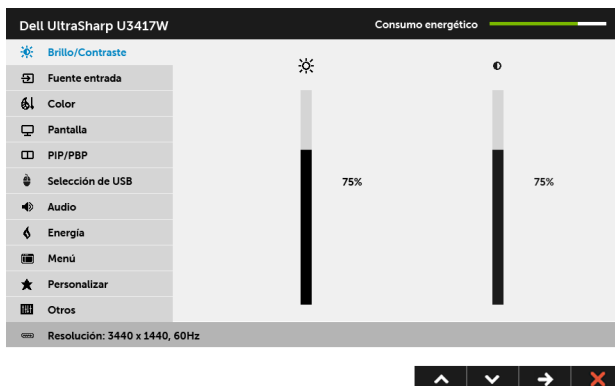 Dell UltraSharp U3417W
Consumo energético
Brillo/Contraste
Fuente entrada
Color
Pantalla
PIP/PBP
Selección de USB
75%
75%
Audio
Energía
Menú
Personalizar
Otros
Resolución: 3440 x 1440, 60Hz